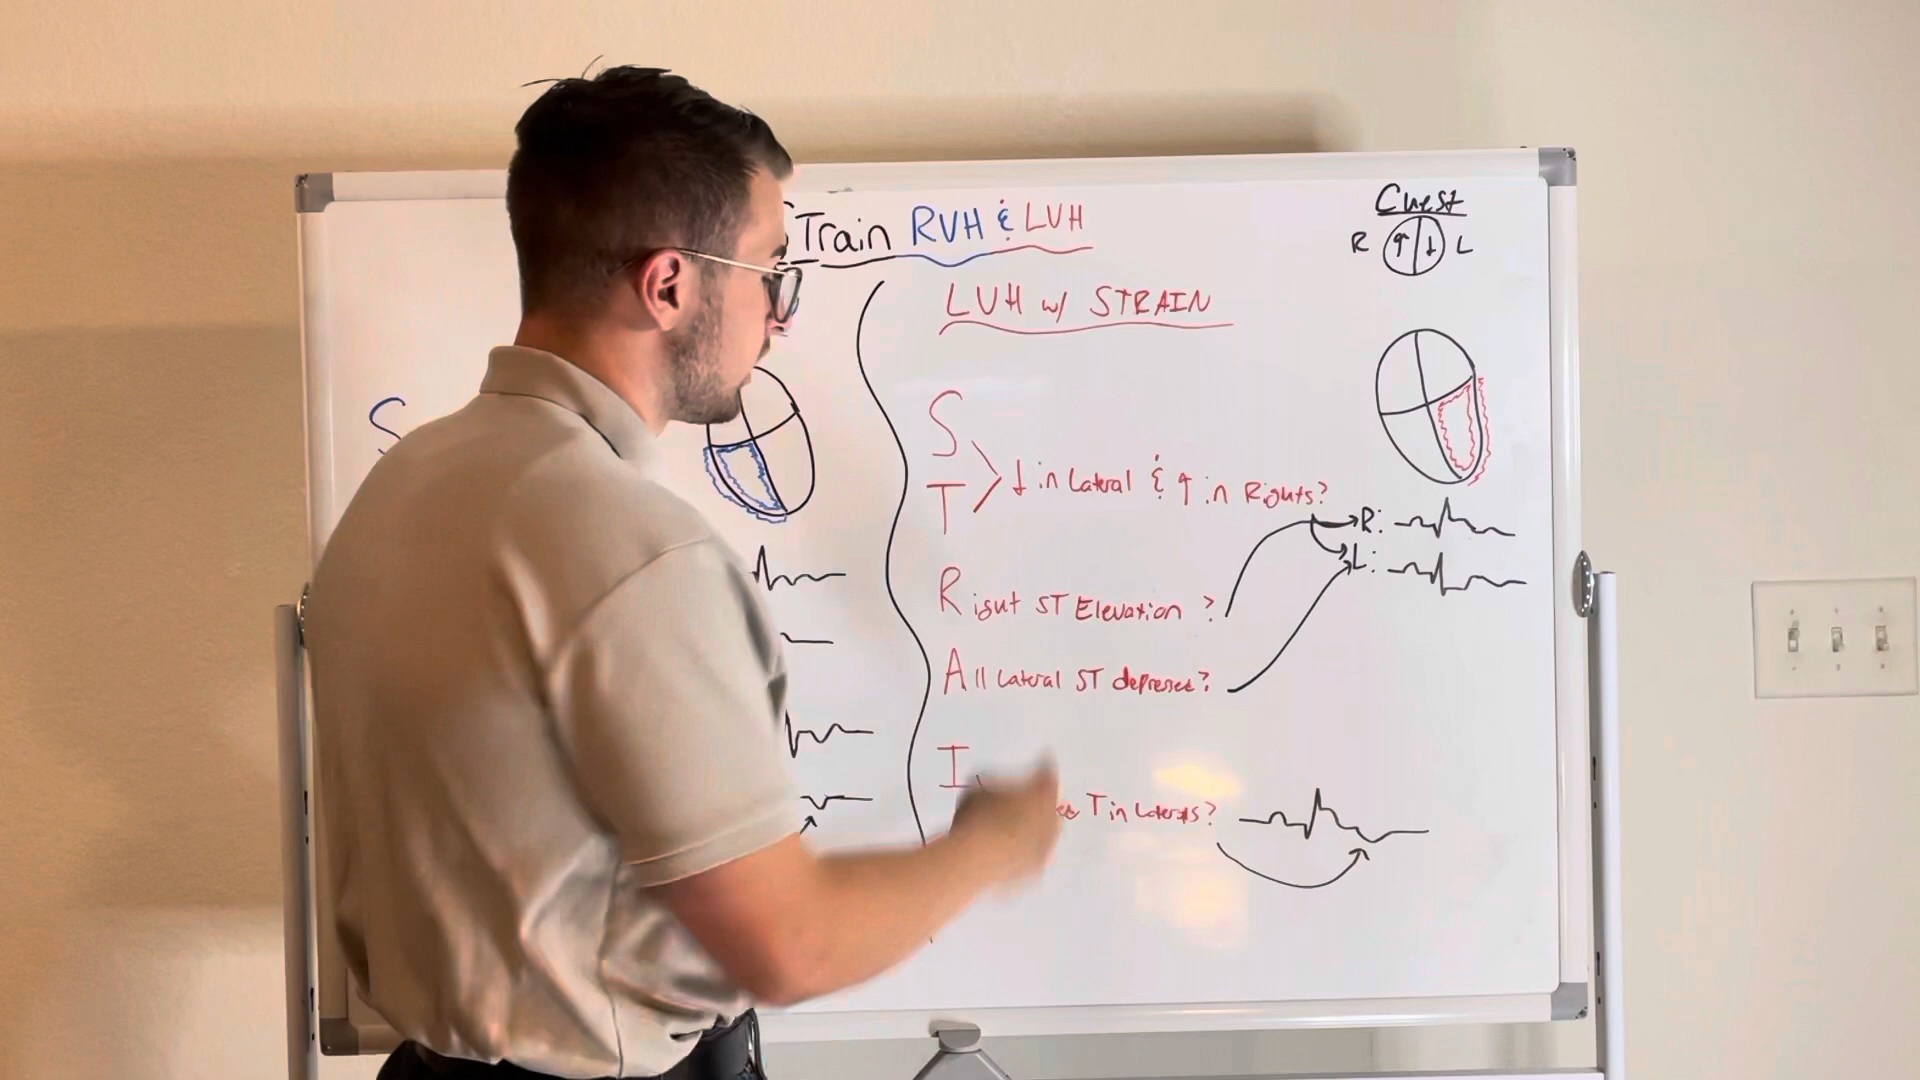 Train RVH & LVH
Chest
R ↑ ↓ L
LVH w/ STRAIN
S
S
T
↓ in Lateral & ↑ in Rights?
R:
L:
Right ST Elevation ?
All Lateral ST depressed?
I
T in Laterals?